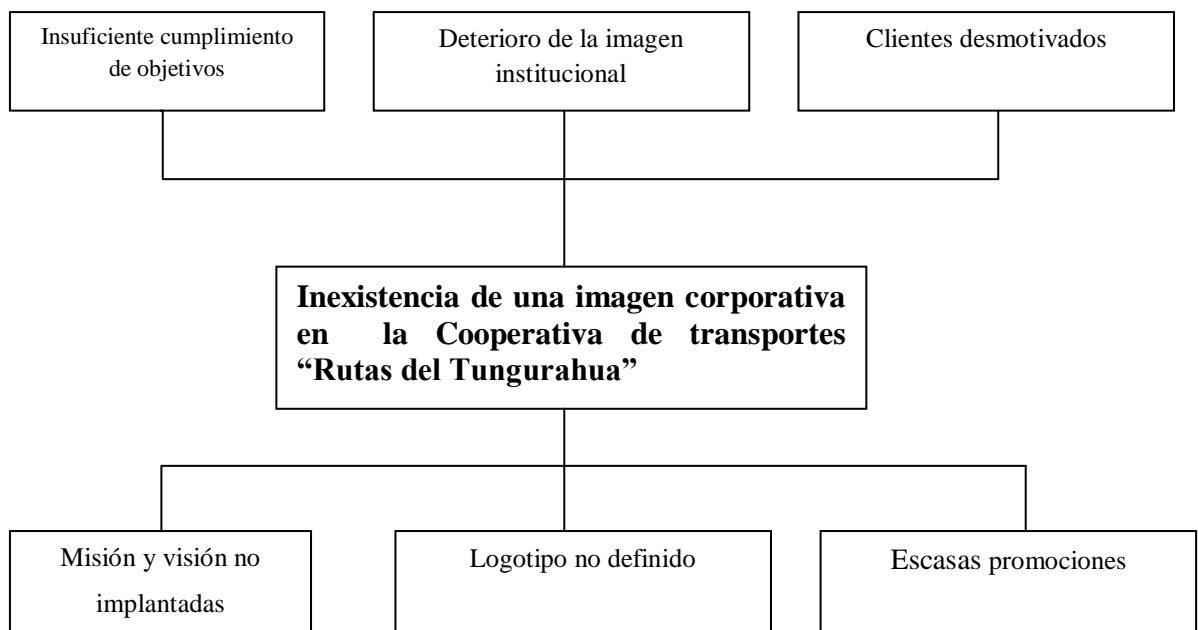 Insuficiente cumplimiento
de objetivos
Deterioro de la imagen
institucional
Clientes desmotivados
Inexistencia de una imagen corporativa
en la Cooperativa de transportes
“Rutas del Tungurahua”
Misión y visión no
implantadas
Logotipo no definido
Escasas promociones